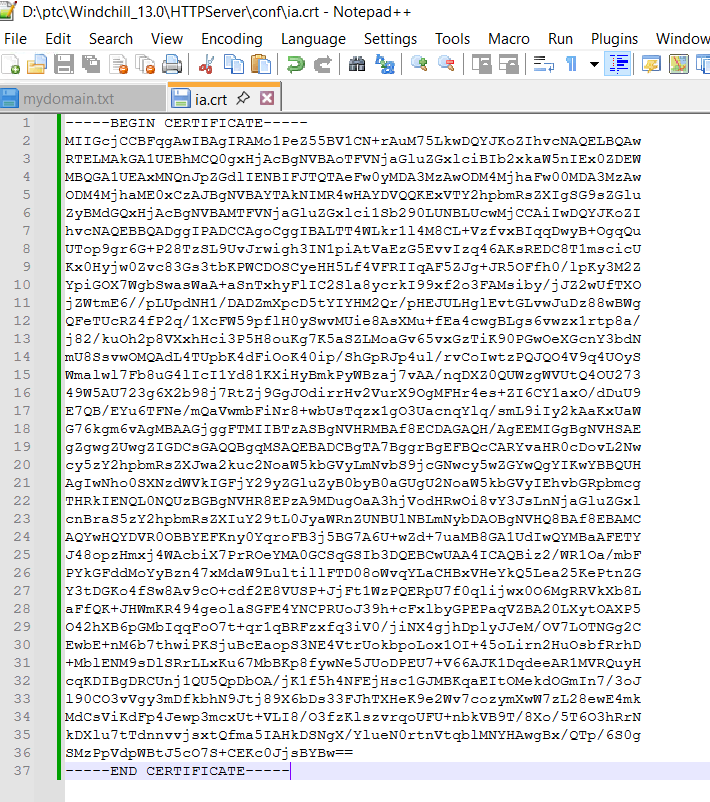 D:\ptc\Windchill_13.0\HTTPServer\conf\ia.crt - Notepad++
File Edit Search View Encoding Language Settings Tools Macro Run Plugins Window
mydomain.txt ia.crt
1 -----BEGIN CERTIFICATE-----
2 MIIGcjCCBFqgAwIBAgIRAMo1PeZ55BV1CN+rAuM75LkwDQYJKoZIhvcNAQELBQAw
3 RTELMAkGA1UEBhMCQ0gxHjAcBgNVBAoTFVNjaGluZGxlciBIb2xkaW5nIEx0ZDEW
4 MBQGA1UEAxMNQnJpZGdlIENBIFJTQTAeFw0yMDA3MzAwODM4MjhaFw00MDA3MzAw
5 ODM4MjhaME0xCzAJBgNVBAYTAkNIMR4wHAYDVQQKExVTY2hpbmRsZXIgSG9sZGlu
6 ZyBMdGQxHjAcBgNVBAMTFVNjaGluZGxlci1Sb290LUNBLUcwMjCCAiIwDQYJKoZI
7 hvcNAQEBBQADggIPADCCAgoCggIBALTT4WLkr1l4M8CL+VzfvxBIqqDwyB+OgqQu
8 UTop9gr6G+P28TzSL9UvJrwigh3IN1piAtVaEzG5EvvIzq46AKsREDC8T1mscicU
9 Kx0Hyjw0Zvc83Gs3tbKPWCDOSCyeHH5Lf4VFRIIqAF5ZJg+JR5OFfh0/lpKy3M2Z
10 YpiGOX7WgbSwasWaA+aSnTxhyFlIC2Sla8ycrkI99xf2o3FAMsiby/jJZ2wUfTXO
11 jZWtmE6//pLUpdNH1/DADZmXpcD5tYIYHM2Qr/pHEJULHglEvtGLvwJuDz88wBWg
12 QFeTUcRZ4fP2q/1XcFW59pflH0ySwvMUie8AsXMu+fEa4cwgBLgs6vwzx1rtp8a/
13 j82/kuOh2p8VXxhHci3P5H8ouKg7K5aSZLMoaGv65vxGzTiK90PGwOeXGcnY3bdN
14 mU8SsvwOMQAdL4TUpbK4dFiOoK40ip/ShGpRJp4ul/rvCoIwtzPQJQO4V9q4UOyS
15 Wmalwl7Fb8uG4lIcI1Yd81KXiHyBmkPyWBzaj7vAA/nqDXZ0QUWzgWVUtQ4OU273
16 49W5AU723g6X2b98j7RtZj9GgJOdirrHv2VurX9OgMFHr4es+ZI6CY1axO/dDuU9
17 E7QB/EYu6TFNe/mQaVwmbFiNr8+wbUsTqzx1gO3UacnqYlq/smL9iIy2kAaKxUaW
18 G76kgm6vAgMBAAGjggFTMIIBTzASBgNVHRMBAf8ECDAGAQH/AgEEMIGgBgNVHSAE
19 gZgwgZUwgZIGDCsGAQQBgqMSAQEBADCBgTA7BggrBgEFBQcCARYvaHR0cDovL2Nw
20 cy5zY2hpbmRsZXJwa2kuc2NoaW5kbGVyLmNvbS9jcGNwcy5wZGYwQgYIKwYBBQUH
21 AgIwNho0SXNzdWVkIGFjY29yZGluZyB0byB0aGUgU2NoaW5kbGVyIEhvbGRpbmcg
22 THRkIENQL0NQUzBGBgNVHR8EPzA9MDugOaA3hjVodHRwOi8vY3JsLnNjaGluZGxl
23 cnBraS5zY2hpbmRsZXIuY29tL0JyaWRnZUNBUlNBLmNybDAOBgNVHQ8BAf8EBAMC
24 AQYwHQYDVR0OBBYEFKny0YqroFB3j5BG7A6U+wZd+7uaMB8GA1UdIwQYMBaAFETY
25 J48opzHmxj4WAcbiX7PrROeYMA0GCSqGSIb3DQEBCwUAA4ICAQBiz2/WR1Oa/mbF
26 PYkGFddMoYyBzn47xMdaW9LultillFTD08oWvqYLaCHBxVHeYkQ5Lea25KePtnZG
27 Y3tDGKo4fSw8Av9cO+cdf2E8VUSP+JjFt1WzPQERpU7f0qlijwx0O6MgRRVkXb8L
28 aFfQK+JHWmKR494geolaSGFE4YNCPRUoJ39h+cFxlbyGPEPaqVZBA20LXytOAXP5
29 O42hXB6pGMbIqqFoO7t+qr1qBRFzxfq3iV0/jiNX4gjhDplyJJeM/OV7LOTNGg2C
30 EwbE+nM6b7thwiPKSjuBcEaopS3NE4VtrUokbpoLox1OI+45oLirn2HuOsbfRrhD
31 +MblENM9sDlSRrLLxKu67MbBKp8fywNe5JUoDPEU7+V66AJK1DqdeeAR1MVRQuyH
32 cqKDIBgDRCUnj1QU5QpDbOA/jK1f5h4NFEjHsc1GJMBKqaEItOMekdOGmIn7/3oJ
33 l90CO3vVgy3mDfkbhN9Jtj89X6bDs33FJhTXHeK9e2Wv7cozymXwW7zL28ewE4mk
34 MdCsViKdFp4Jewp3mcxUt+VLI8/O3fzKlszvrqoUFU+nbkVB9T/8Xo/5T6O3hRrN
35 kDXlu7tTdnnvvjsxtQfma5IAHkDSNgX/YlueN0rtnVtqblMNYHAwgBx/QTp/6S0g
36 SMzPpVdpWBtJ5cO7S+CEKc0JjsBYBw==
37 -----END CERTIFICATE-----